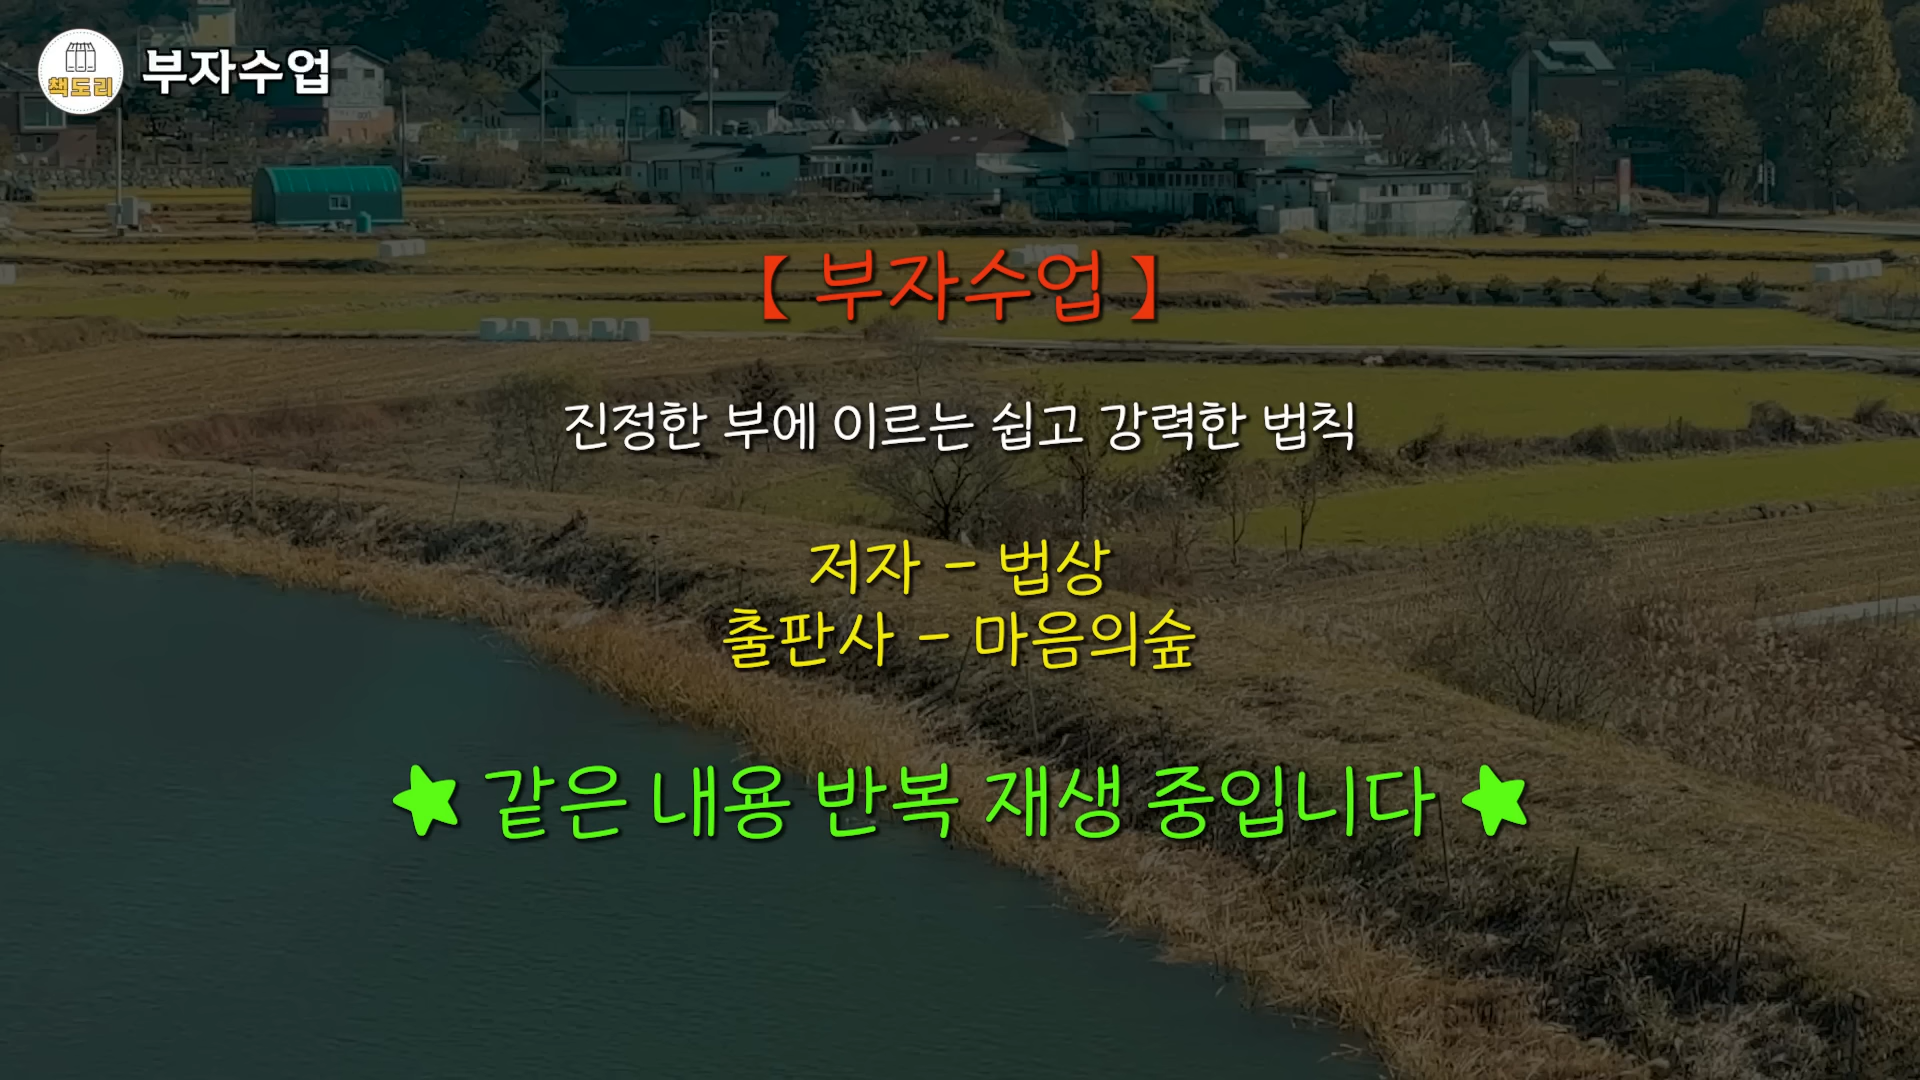 책도리
부자수업
【 부자수업 】
진정한 부에 이르는 쉽고 강력한 법칙
저자 - 법상
출판사 - 마음의숲
★ 같은 내용 반복 재생 중입니다 ★